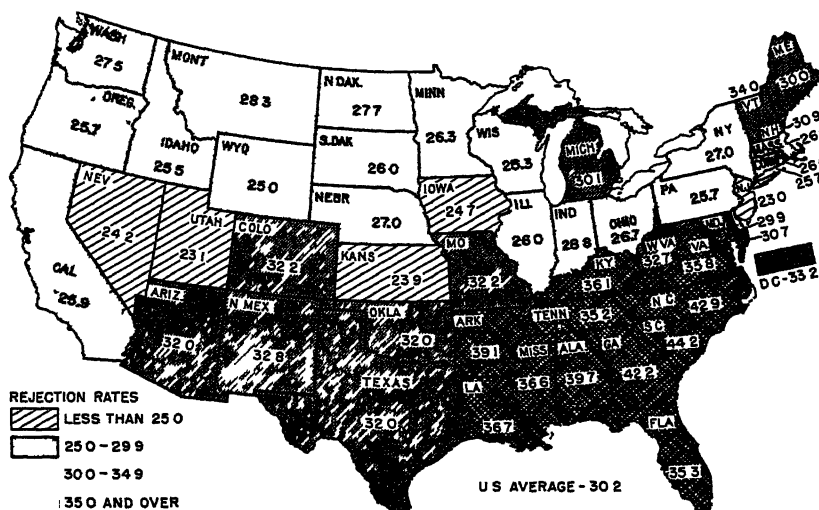 WASH
27.5
OREG.
25.7
CAL
26.9
IDAHO
25.5
NEV
24.2
MONT
28.3
WYO
25.0
UTAH
23.1
COLO
32.2
ARIZ.
32.0
N MEX
32.8
N DAK.
27.7
S.DAK
26.0
NEBR
27.0
KANS
23.9
OKLA
32.0
TEXAS
32.0
MINN
26.3
IOWA
24.7
MO
32.2
ARK
39.1
LA
36.7
WIS
ILL
26.0
MICH
30.1
IND
28.8
OHIO
26.7
KY
36.1
TENN
35.2
MISS
36.6
ALA.
39.7
GA
42.2
FLA
35.3
SC
44.2
N C
42.9
VA
35.8
W VA
32.7
PA
25.7
NY
27.0
VT
34.0
ME
30.0
NH
30.9
MASS
N.J.
MD.
23.0
29.9
30.7
DC-33.2
REJECTION RATES
LESS THAN 25.0
25.0-29.9
30.0-34.9
35.0 AND OVER
US AVERAGE-30.2